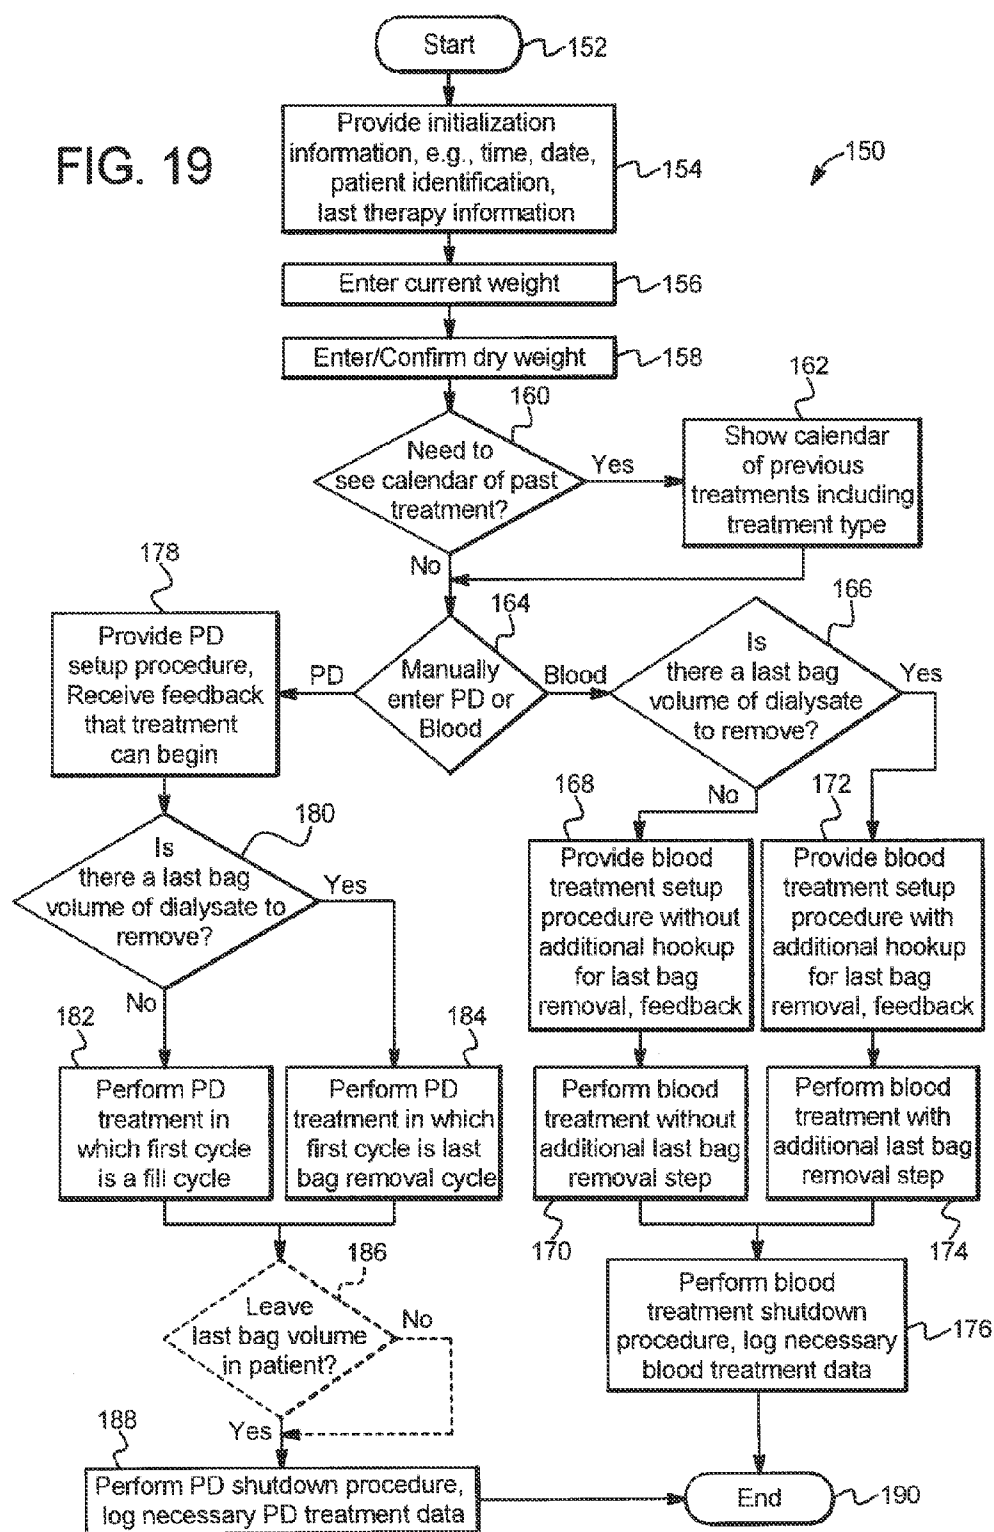 Start
152
FIG. 19
150
Provide initialization
information, e.g., time, date,
patient identification,
last therapy information
154
Enter current weight
156
Enter/Confirm dry weight
158
160
162
Need to
see calendar of past
treatment?
Yes
Show calendar
of previous
treatments including
treatment type
No
178
164
166
Provide PD
setup procedure,
Receive feedback
that treatment
can begin
PD
Manually
enter PD or
Blood
Blood
Is
there a last bag
volume of dialysate
to remove?
Yes
No
180
168
172
Is
there a last bag
volume of dialysate to
remove?
Yes
No
Provide blood
treatment setup
procedure without
additional hookup
for last bag
removal, feedback
Provide blood
treatment setup
procedure with
additional hookup
for last bag
removal, feedback
182
184
Perform PD
treatment in
which first cycle
is a fill cycle
Perform PD
treatment in which
first cycle is last
bag removal cycle
Perform blood
treatment without
additional last bag
removal step
Perform blood
treatment with
additional last bag
removal step
170
174
186
Leave
last bag volume
in patient?
No
Yes
Perform blood
treatment shutdown
procedure, log necessary
blood treatment data
176
188
Perform PD shutdown procedure,
log necessary PD treatment data
End
190